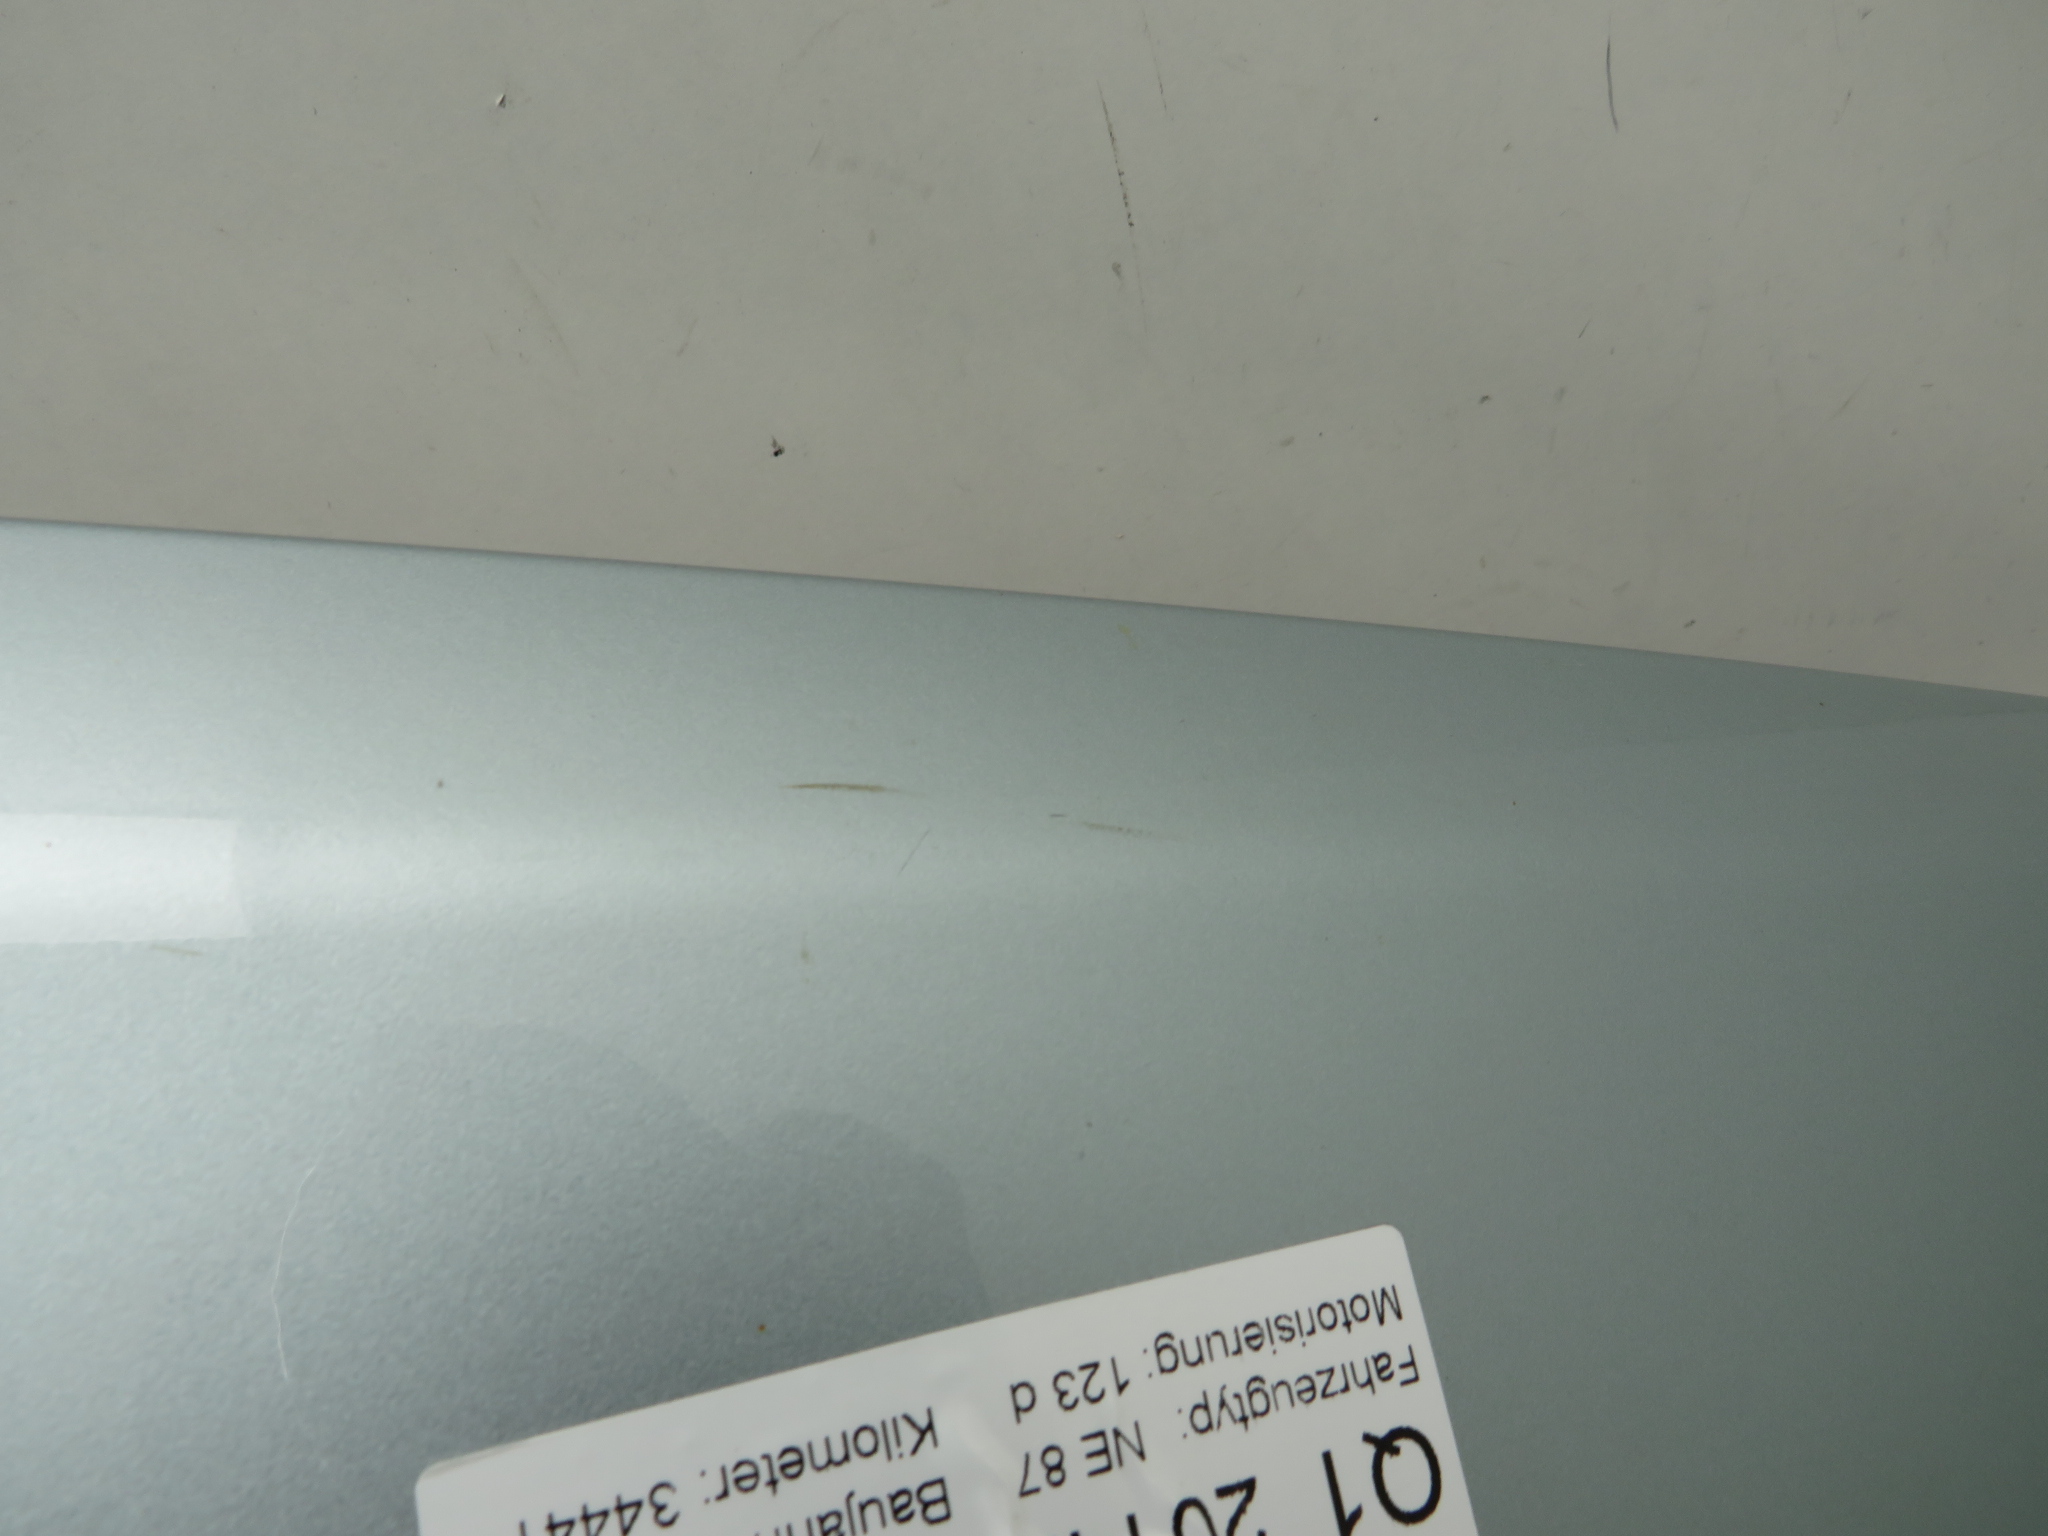 Q1
Fahrzeugtyp: NE 87
Motorisierung: 123 d
Kilometer: 3444